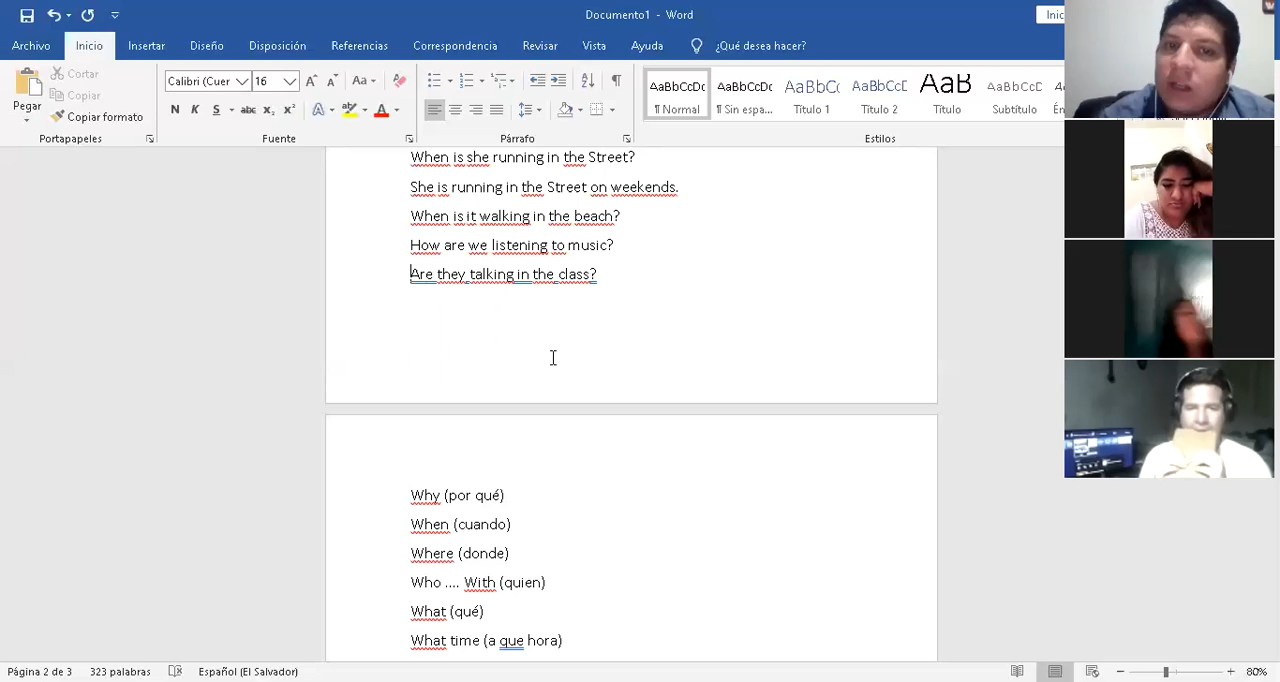 Documento1 - Word
Inic
Archivo Inicio Insertar Diseño Disposición Referencias Correspondencia Revisar Vista Ayuda ¿Qué desea hacer?
Pegar
Cortar
Copiar
Copiar formato
Calibri (Cuer 16
N K S abc x₂ x²
AaBbCcDc AaBbCcDc AaBbCc AaBbCcD AaB AaBbCcD
¶ Normal ¶ Sin espa... Título 1 Título 2 Título Subtítulo
Portapapeles Fuente Párrafo Estilos
When is she running in the Street?
She is running in the Street on weekends.
When is it walking in the beach?
How are we listening to music?
Are they talking in the class?
Why (por qué)
When (cuando)
Where (donde)
Who .... With (quien)
What (qué)
What time (a que hora)
Página 2 de 3 323 palabras Español (El Salvador) 80%